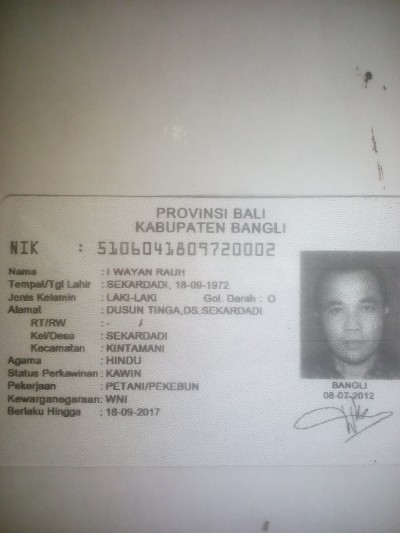 PROVINSI BALI
KABUPATEN BANGLI
NIK : 5106041809720002
Nama : I WAYAN RAUH
Tempat/Tgl Lahir : SEKARDADI, 18-09-1972
Jenis Kelamin : LAKI-LAKI Gol. Darah : O
Alamat : DUSUN TINGA,DS.SEKARDADI
RT/RW : - /
Kel/Desa : SEKARDADI
Kecamatan : KINTAMANI
Agama : HINDU
Status Perkawinan : KAWIN
Pekerjaan : PETANI/PEKEBUN
Kewarganegaraan: WNI
Berlaku Hingga : 18-09-2017
BANGLI
06-07-2012